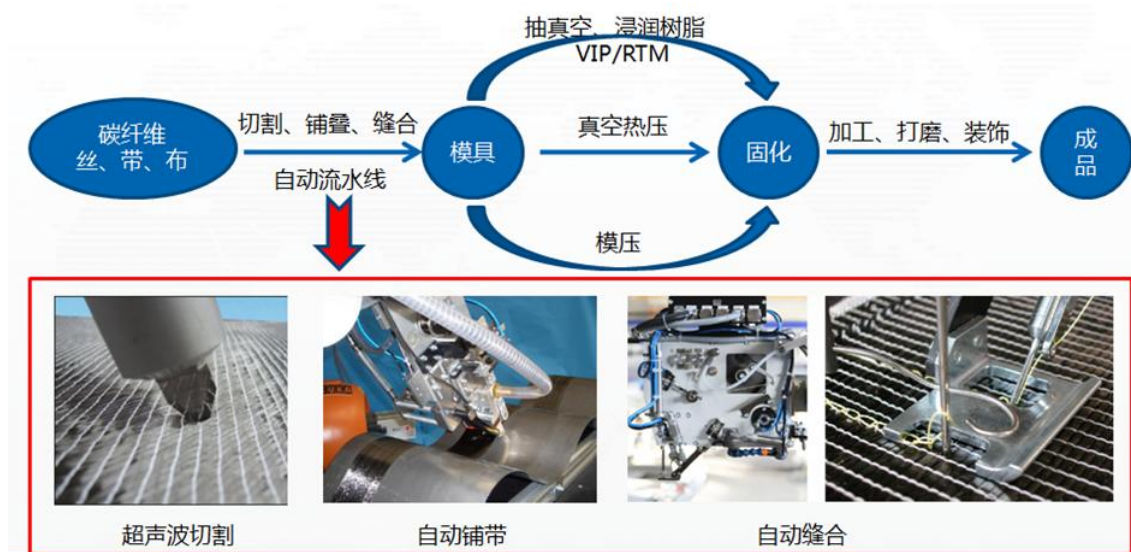 抽真空、浸润树脂
VIP/RTM
碳纤维
丝、带、布
切割、铺叠、缝合
自动流水线
模具
真空热压
固化
加工、打磨、装饰
成
品
模压
超声波切割
自动铺带
自动缝合